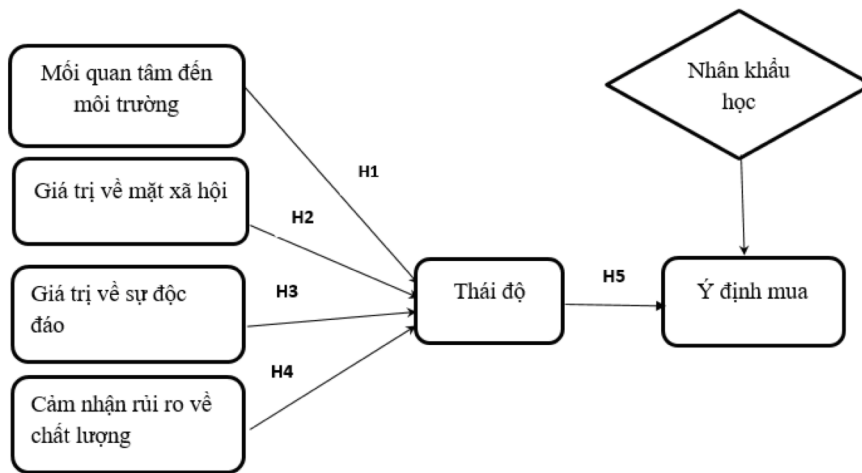 Mối quan tâm đến
môi trường
Nhân khẩu
học
H1
Giá trị về mặt xã hội
H2
Giá trị về sự độc
đáo
H3
Thái độ
H5
Ý định mua
H4
Cảm nhận rủi ro về
chất lượng